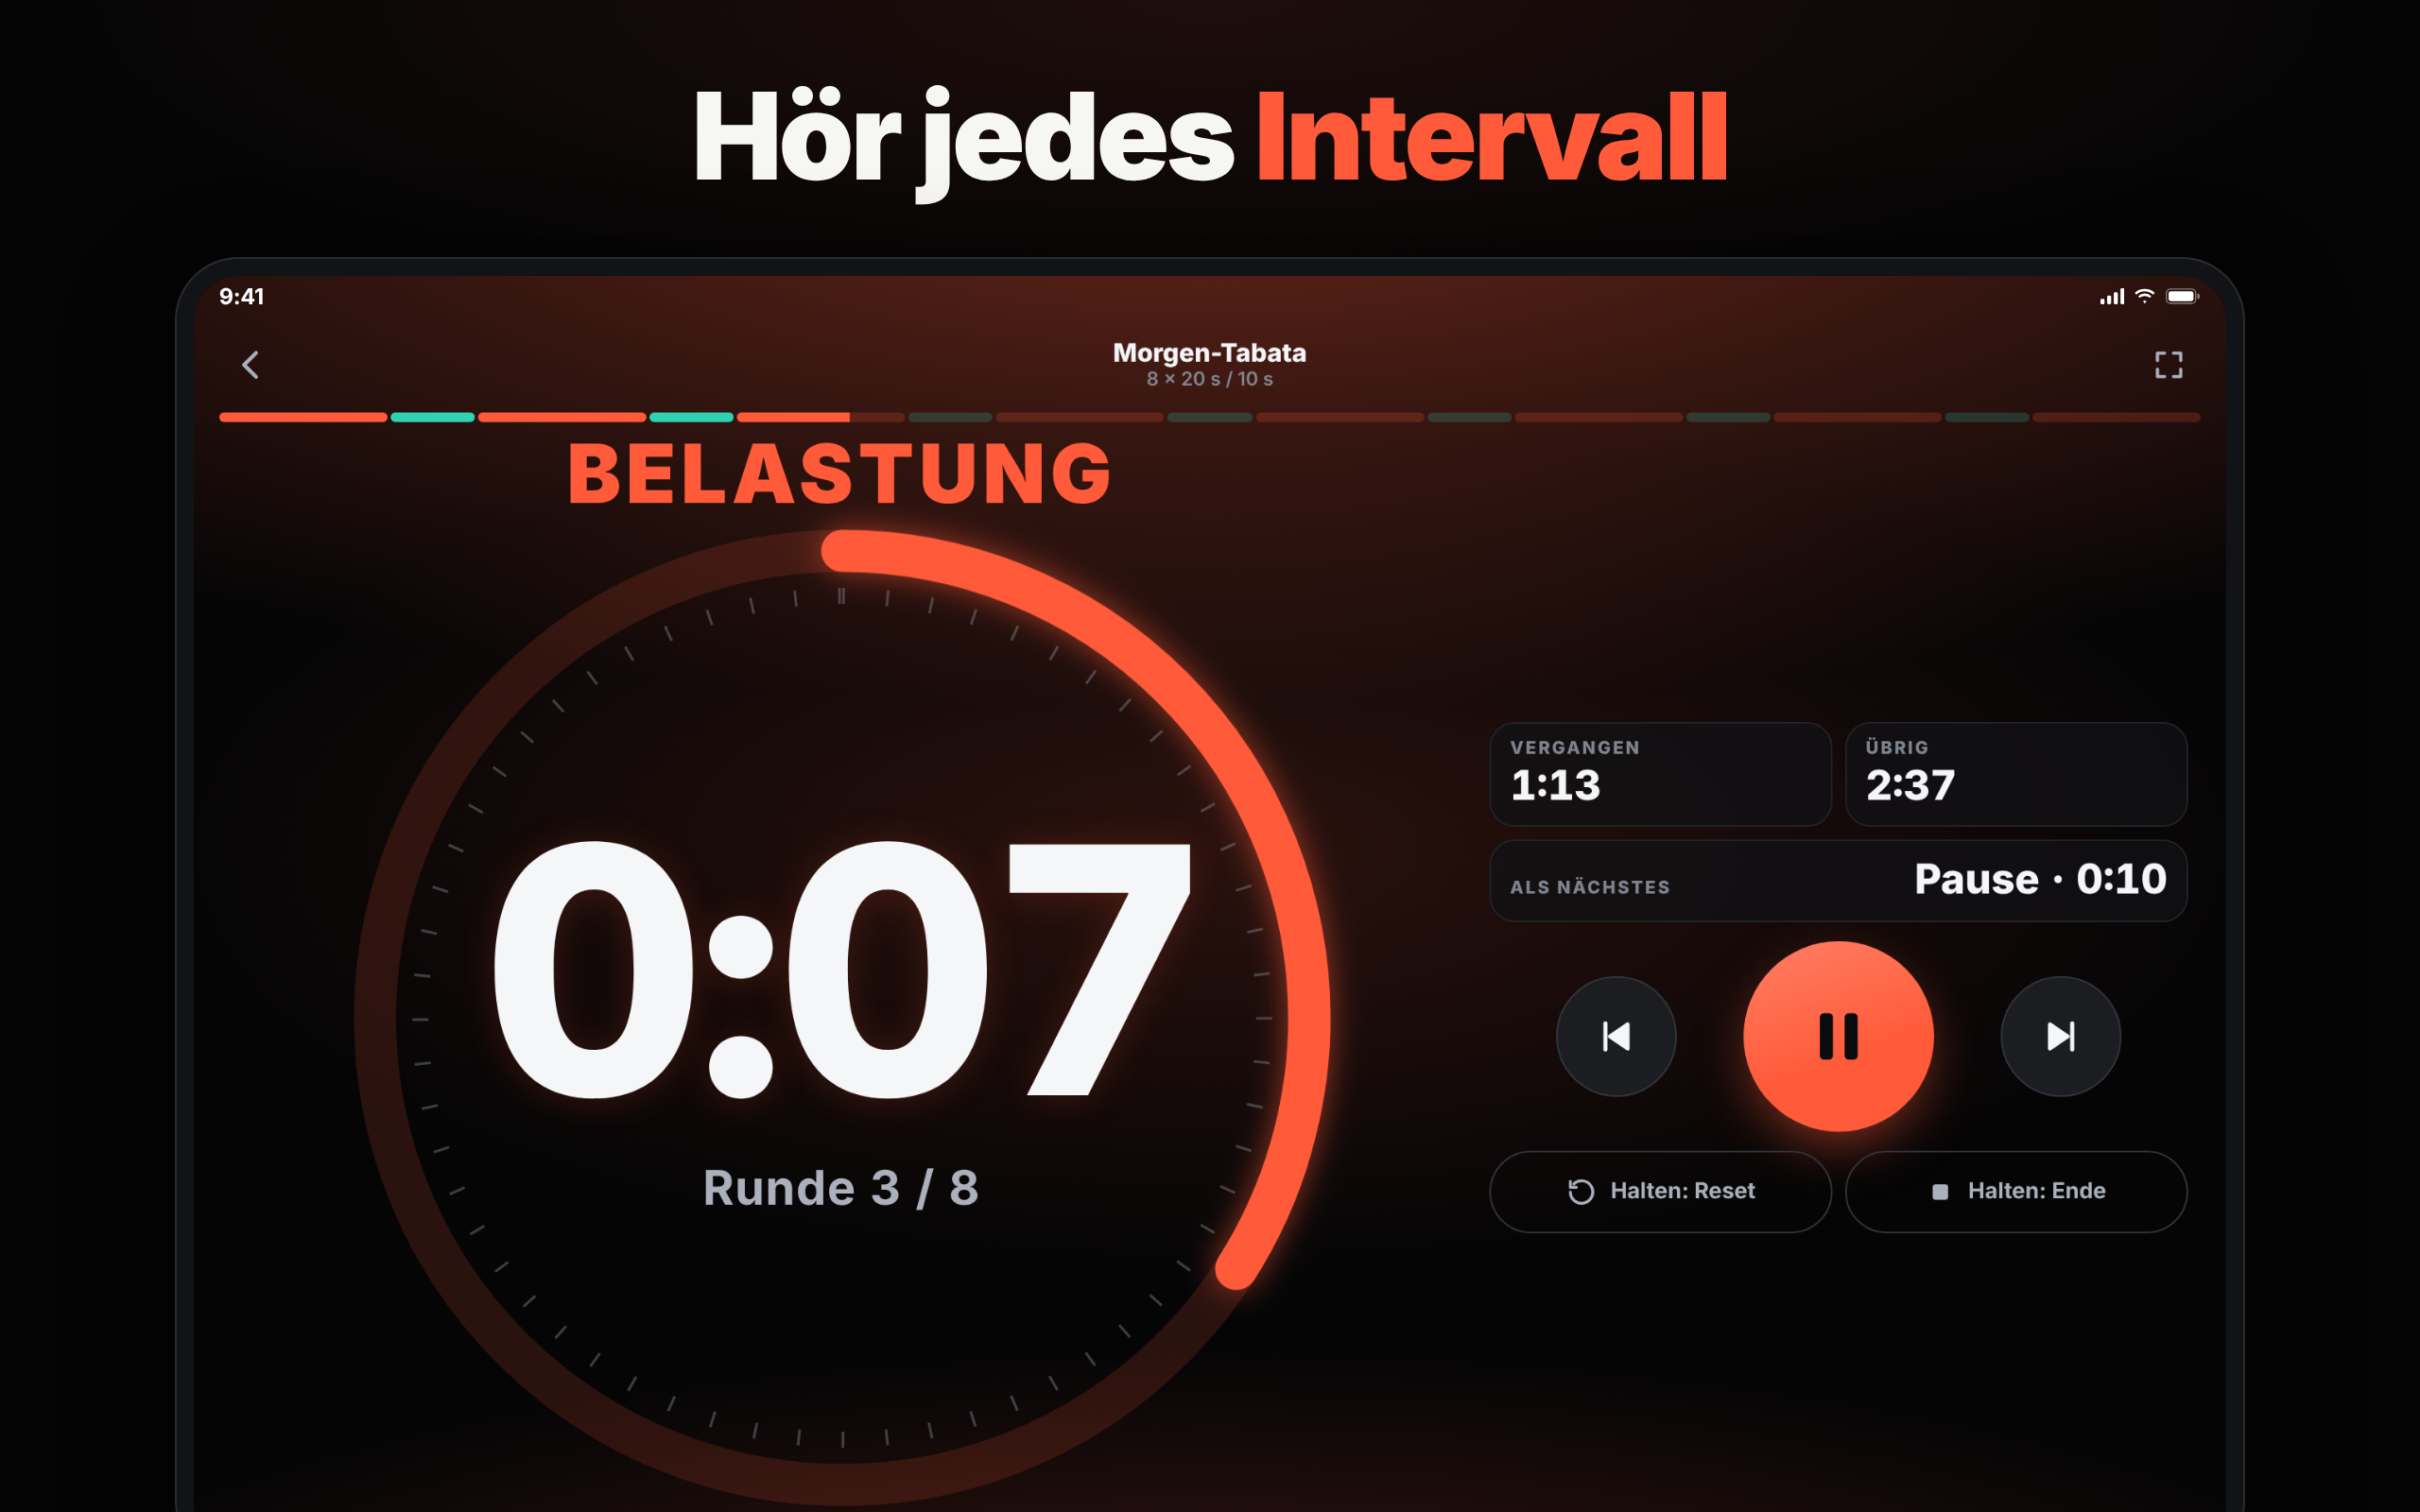 Hör jedes Intervall
9:41
Morgen-Tabata
8 × 20 s / 10 s
BELASTUNG
0:07
Runde 3 / 8
VERGANGEN
1:13
ÜBRIG
2:37
ALS NÄCHSTES
Pause · 0:10
Halten: Reset
Halten: Ende